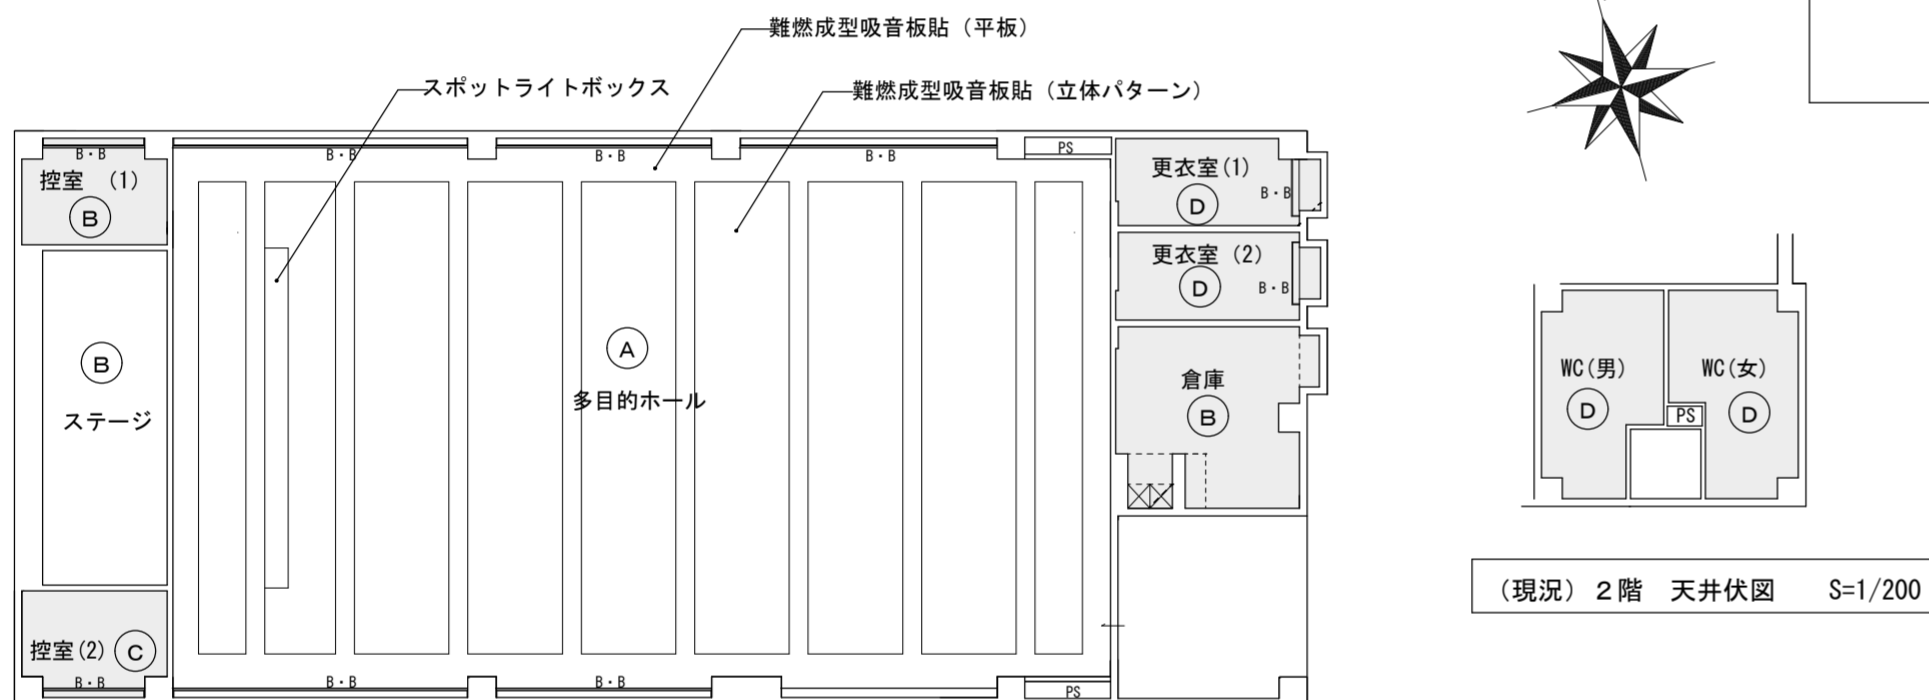 難燃成型吸音板貼（平板）
スポットライトボックス
難燃成型吸音板貼（立体パターン）
B・B
B・B
B・B
B・B
PS
控室 (1)
B
更衣室(1)
B・B
D
更衣室 (2)
D
B・B
B
ステージ
A
多目的ホール
倉庫
B
WC(男)
D
WC(女)
D
PS
控室(2)
C
B・B
B・B
B・B
PS
（現況）２階 天井伏図 S=1/200